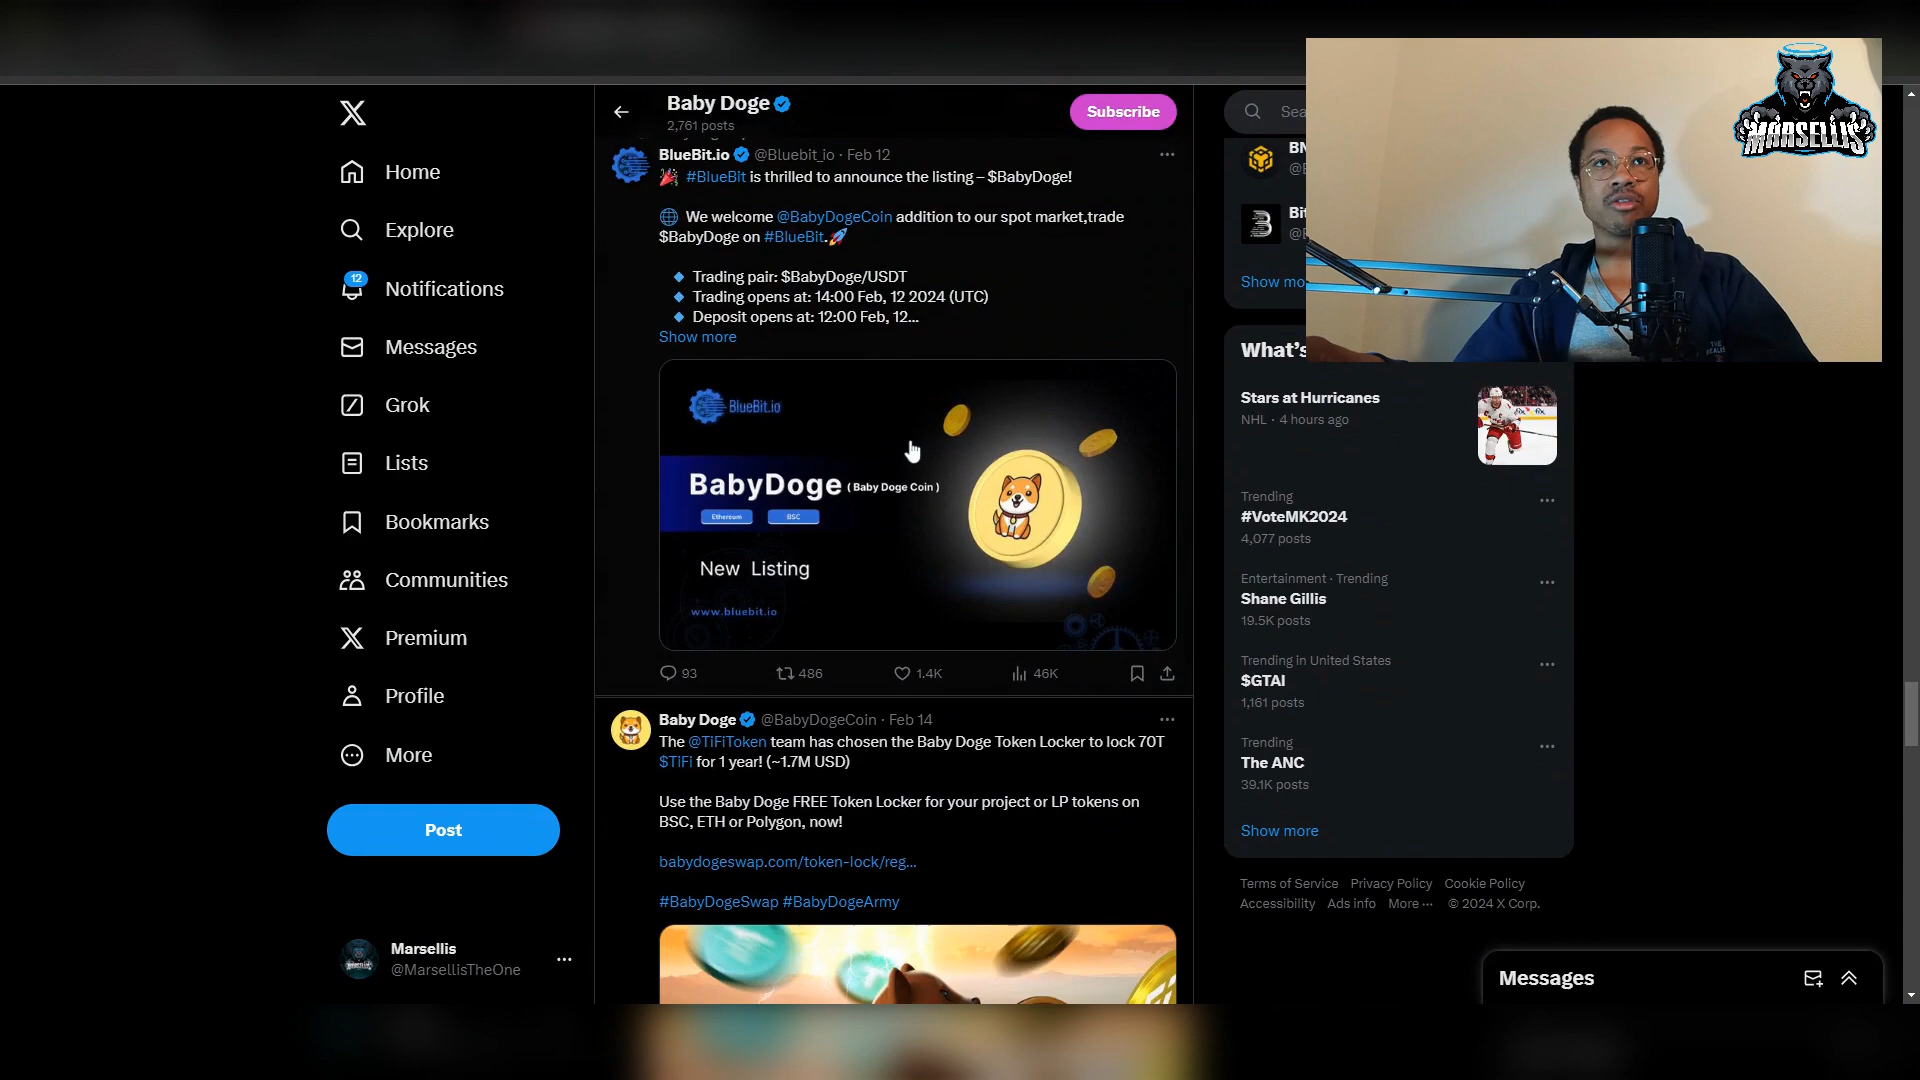 Home
Explore
12
Notifications
Messages
Grok
Lists
Bookmarks
Communities
Premium
Profile
More
Post
Marsellis
@MarsellisTheOne
Baby Doge
2,761 posts
Subscribe
BlueBit.io @Bluebit_io · Feb 12
#BlueBit is thrilled to announce the listing – $BabyDoge!
We welcome @BabyDogeCoin addition to our spot market,trade
$BabyDoge on #BlueBit.
Trading pair: $BabyDoge/USDT
Trading opens at: 14:00 Feb, 12 2024 (UTC)
Deposit opens at: 12:00 Feb, 12...
Show more
BlueBit.io
BabyDoge ( Baby Doge Coin )
Ethereum BSC
New Listing
www.bluebit.io
93 486 1.4K 46K
Baby Doge @BabyDogeCoin · Feb 14
The @TiFiToken team has chosen the Baby Doge Token Locker to lock 70T
$TIFI for 1 year! (~1.7M USD)
Use the Baby Doge FREE Token Locker for your project or LP tokens on
BSC, ETH or Polygon, now!
babydogeswap.com/token-lock/reg...
#BabyDogeSwap #BabyDogeArmy
MARSELLIS
Show mo
What's
Stars at Hurricanes
NHL · 4 hours ago
Trending
#VoteMK2024
4,077 posts
Entertainment · Trending
Shane Gillis
19.5K posts
Trending in United States
$GTAI
1,161 posts
Trending
The ANC
39.1K posts
Show more
Terms of Service Privacy Policy Cookie Policy
Accessibility Ads info More ··· © 2024 X Corp.
Messages